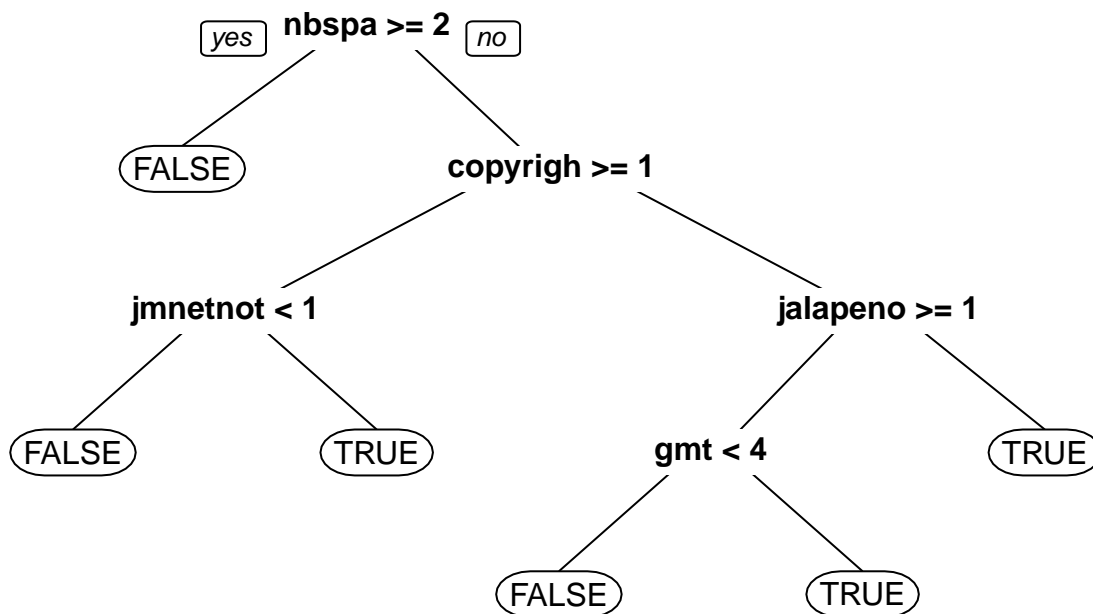 yes nbspa >= 2 no
FALSE copyrigh >= 1
jmnetnot < 1 jalapeno >= 1
FALSE TRUE gmt < 4 TRUE
FALSE TRUE